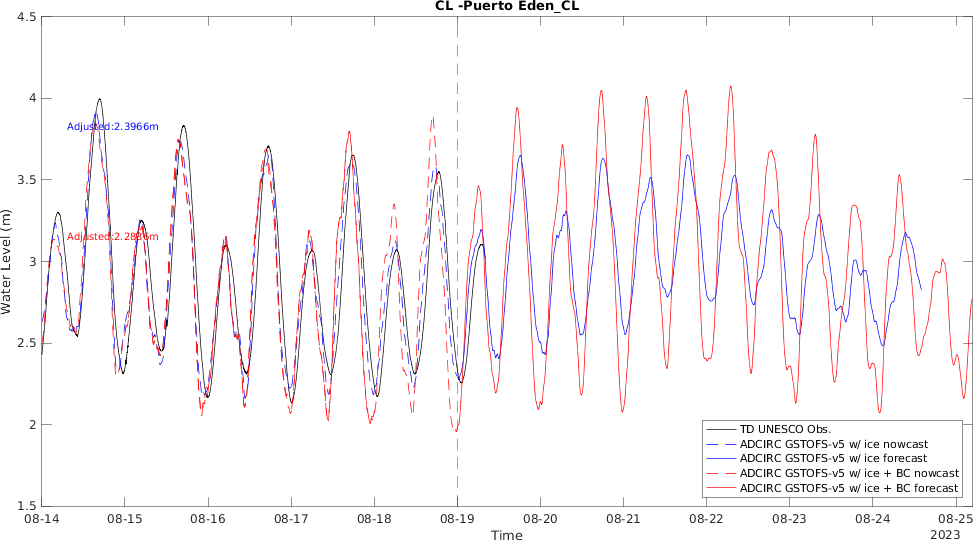 CL -Puerto Eden_CL
4.5
4
3.5
3
2.5
2
1.5
Water Level (m)
Adjusted:2.3966m
Adjusted:2.2836m
TD UNESCO Obs.
ADCIRC GSTOFS-v5 w/ ice nowcast
ADCIRC GSTOFS-v5 w/ ice forecast
ADCIRC GSTOFS-v5 w/ ice + BC nowcast
ADCIRC GSTOFS-v5 w/ ice + BC forecast
08-14 08-15 08-16 08-17 08-18 08-19 08-20 08-21 08-22 08-23 08-24 08-25
Time
2023